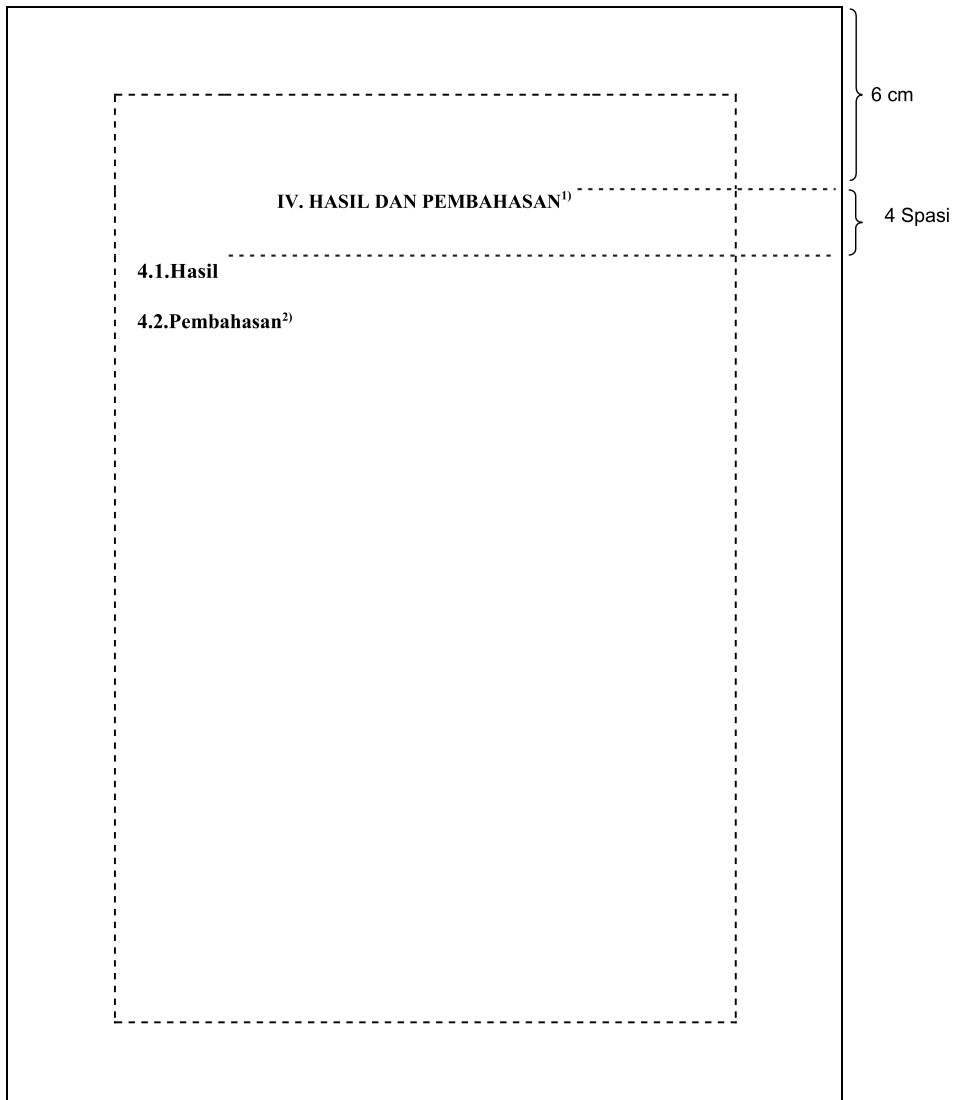 6 cm
IV. HASIL DAN PEMBAHASAN¹⁾
4 Spasi
4.1.Hasil
4.2.Pembahasan²⁾